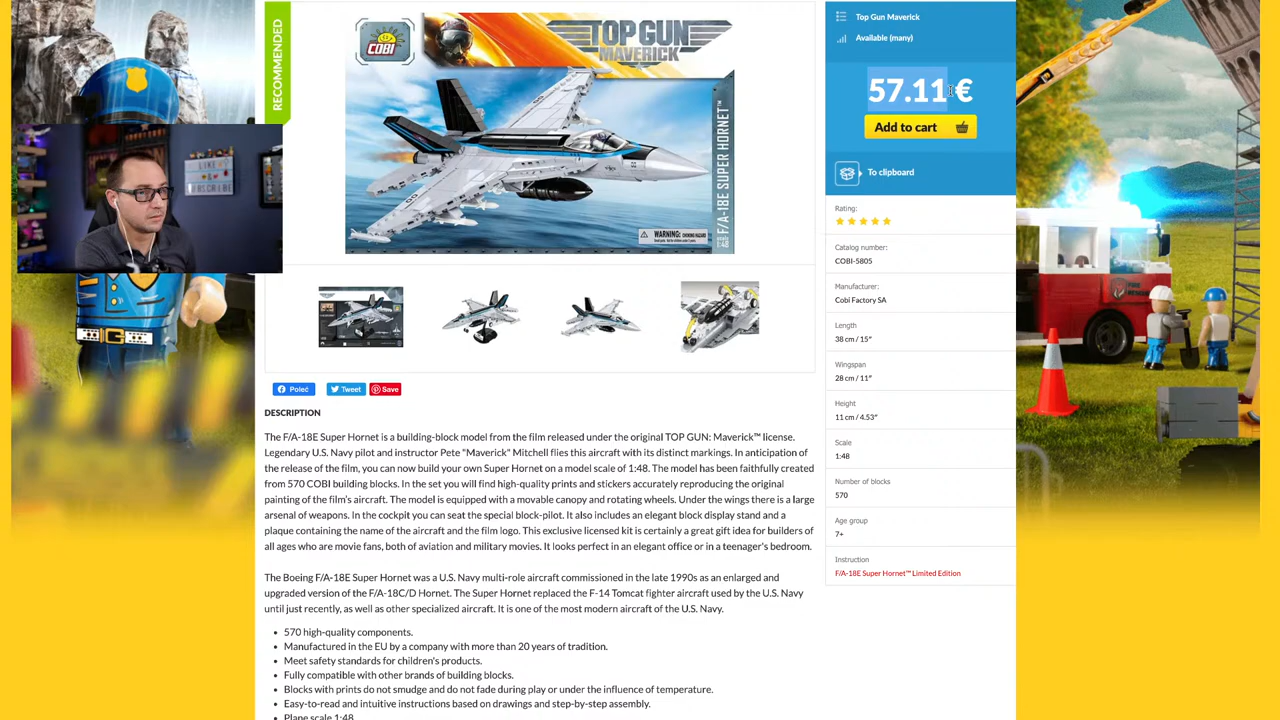 RECOMMENDED
COBI
TOP GUN
MAVERICK
F/A-18E SUPER HORNET™
scale
1:48
WARNING:
Top Gun Maverick
Available (many)
57.11 €
Add to cart
To clipboard
Rating:
Catalog number:
COBI-5805
Manufacturer:
Cobi Factory SA
Length
38 cm / 15″
Wingspan
28 cm / 11″
Height
11 cm / 4.53″
Scale
1:48
Number of blocks
570
Age group
7+
Instruction
F/A-18E Super Hornet™ Limited Edition
Poleć
Tweet
Save
DESCRIPTION
The F/A-18E Super Hornet is a building-block model from the film released under the original TOP GUN: Maverick™ license.
Legendary U.S. Navy pilot and instructor Pete "Maverick" Mitchell flies this aircraft with its distinct markings. In anticipation
of the release of the film, you can now build your own Super Hornet on a model scale of 1:48. The model has been faithfully created
from 570 COBI building blocks. In the set you will find high-quality prints and stickers accurately reproducing the original
painting of the film's aircraft. The model is equipped with a movable canopy and rotating wheels. Under the wings there is a large
arsenal of weapons. In the cockpit you can seat the special block-pilot. It also includes an elegant block display stand and a
plaque containing the name of the aircraft and the film logo. This exclusive licensed kit is certainly a great gift idea for builders of
all ages who are movie fans, both of aviation and military movies. It looks perfect in an elegant office or in a teenager's bedroom.
The Boeing F/A-18E Super Hornet was a U.S. Navy multi-role aircraft commissioned in the late 1990s as an enlarged and
upgraded version of the F/A-18C/D Hornet. The Super Hornet replaced the F-14 Tomcat fighter aircraft used by the U.S. Navy
until just recently, as well as other specialized aircraft. It is one of the most modern aircraft of the U.S. Navy.
• 570 high-quality components.
• Manufactured in the EU by a company with more than 20 years of tradition.
• Meet safety standards for children's products.
• Fully compatible with other brands of building blocks.
• Blocks with prints do not smudge and do not fade during play or under the influence of temperature.
• Easy-to-read and intuitive instructions based on drawings and step-by-step assembly.
• Plane scale 1:48